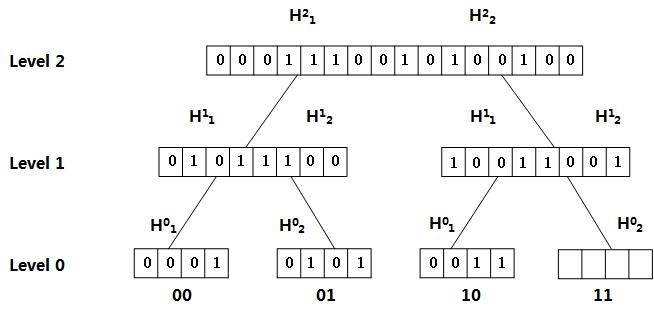 H²₁ H²₂
Level 2 0 0 0 1 1 1 0 0 1 0 1 0 0 1 0 0
H¹₁ H¹₂ H¹₁ H¹₂
Level 1 0 1 0 1 1 1 0 0 1 0 0 1 1 0 0 1
H⁰₁ H⁰₂ H⁰₁ H⁰₂
Level 0 0 0 0 1 0 1 0 1 0 0 1 1
00 01 10 11